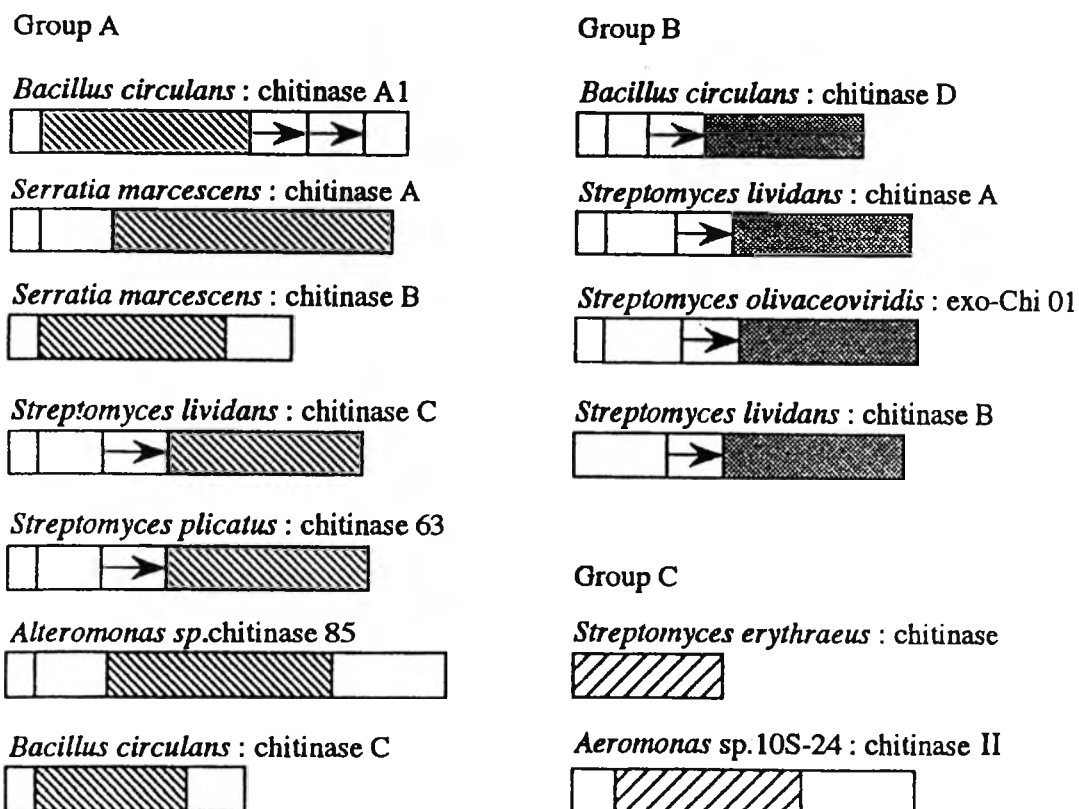 Group A
Bacillus circulans : chitinase A1
Serratia marcescens : chitinase A
Serratia marcescens : chitinase B
Streptomyces lividans : chitinase C
Streptomyces plicatus : chitinase 63
Alteromonas sp.chitinase 85
Bacillus circulans : chitinase C
Group B
Bacillus circulans : chitinase D
Streptomyces lividans : chitinase A
Streptomyces olivaceoviridis : exo-Chi 01
Streptomyces lividans : chitinase B
Group C
Streptomyces erythraeus : chitinase
Aeromonas sp.10S-24 : chitinase II